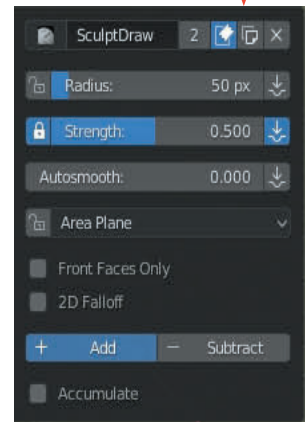 SculptDraw 2
Radius: 50 px
Strength: 0.500
Autosmooth: 0.000
Area Plane
Front Faces Only
2D Falloff
+ Add − Subtract
Accumulate